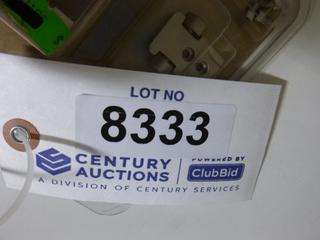 LOT NO
8333
CENTURY AUCTIONS
POWERED BY
ClubBid
A DIVISION OF CENTURY SERVICES